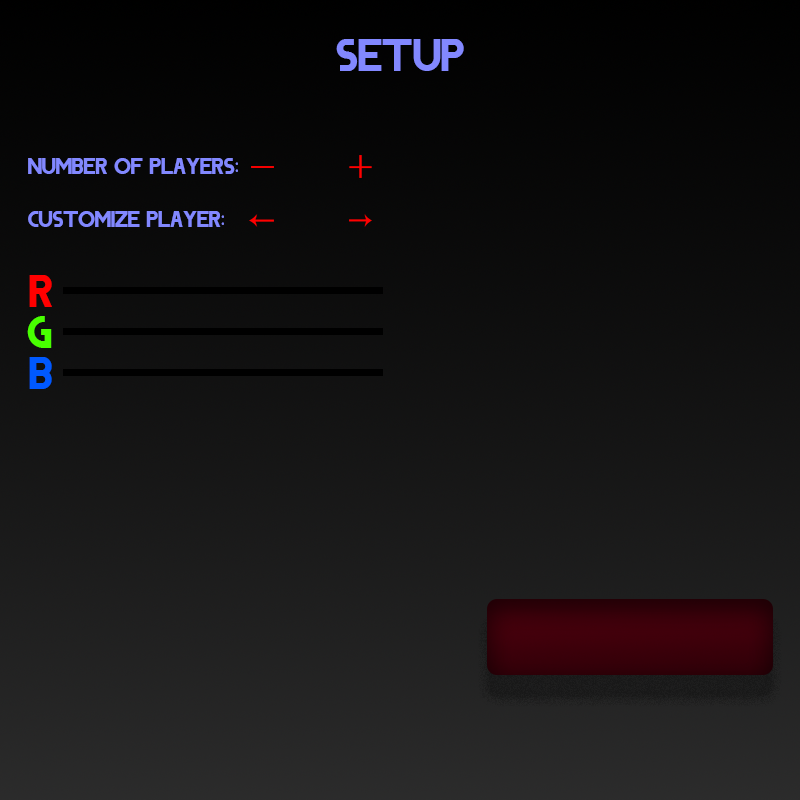 SETUP
NUMBER OF PLAYERS: — +
CUSTOMIZE PLAYER: ← →
R
G
B